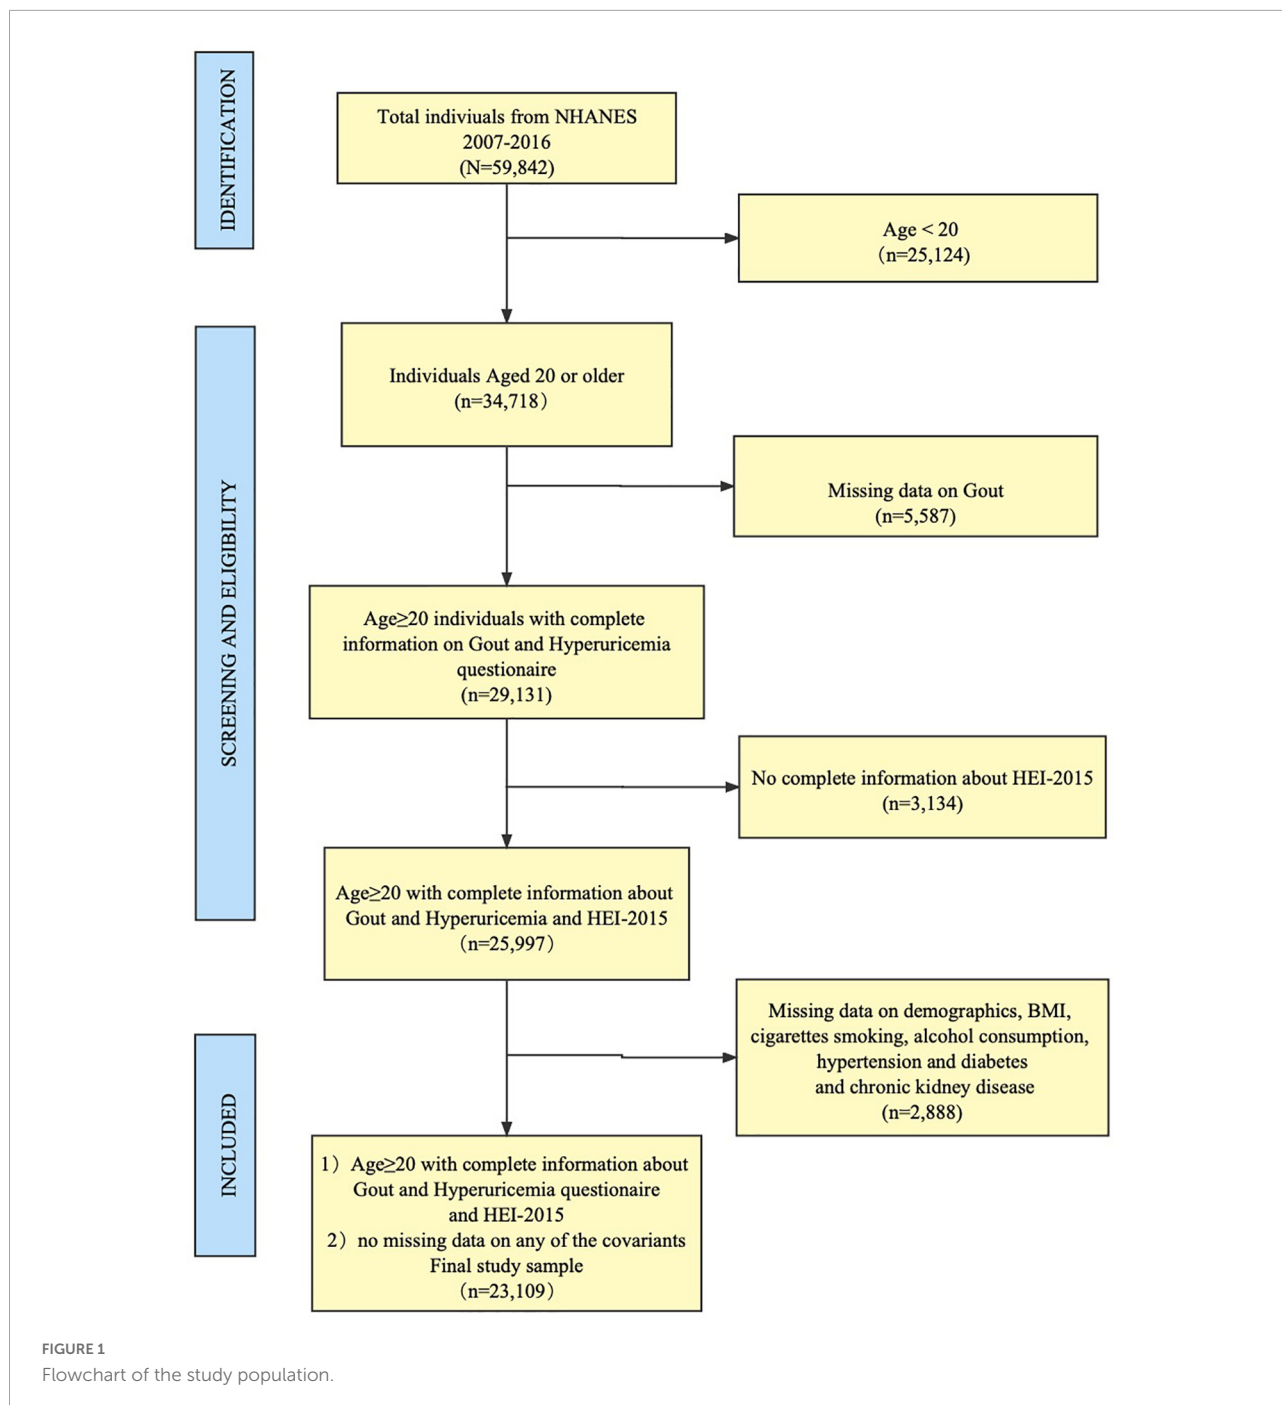 IDENTIFICATION
Total indiviuals from NHANES
2007-2016
(N=59,842)
Age < 20
（n=25,124)
SCREENING AND ELIGIBILITY
Individuals Aged 20 or older
(n=34,718）
Missing data on Gout
(n=5,587)
Age≥20 individuals with complete
information on Gout and Hyperuricemia
questionaire
(n=29,131)
No complete information about HEI-2015
(n=3,134)
Age≥20 with complete information about
Gout and Hyperuricemia and HEI-2015
（n=25,997）
Missing data on demographics, BMI,
cigarettes smoking, alcohol consumption,
hypertension and diabetes
and chronic kidney disease
(n=2,888)
INCLUDED
1）Age≥20 with complete information about
Gout and Hyperuricemia questionaire
and HEI-2015
2）no missing data on any of the covariants
Final study sample
（n=23,109）
FIGURE 1
Flowchart of the study population.